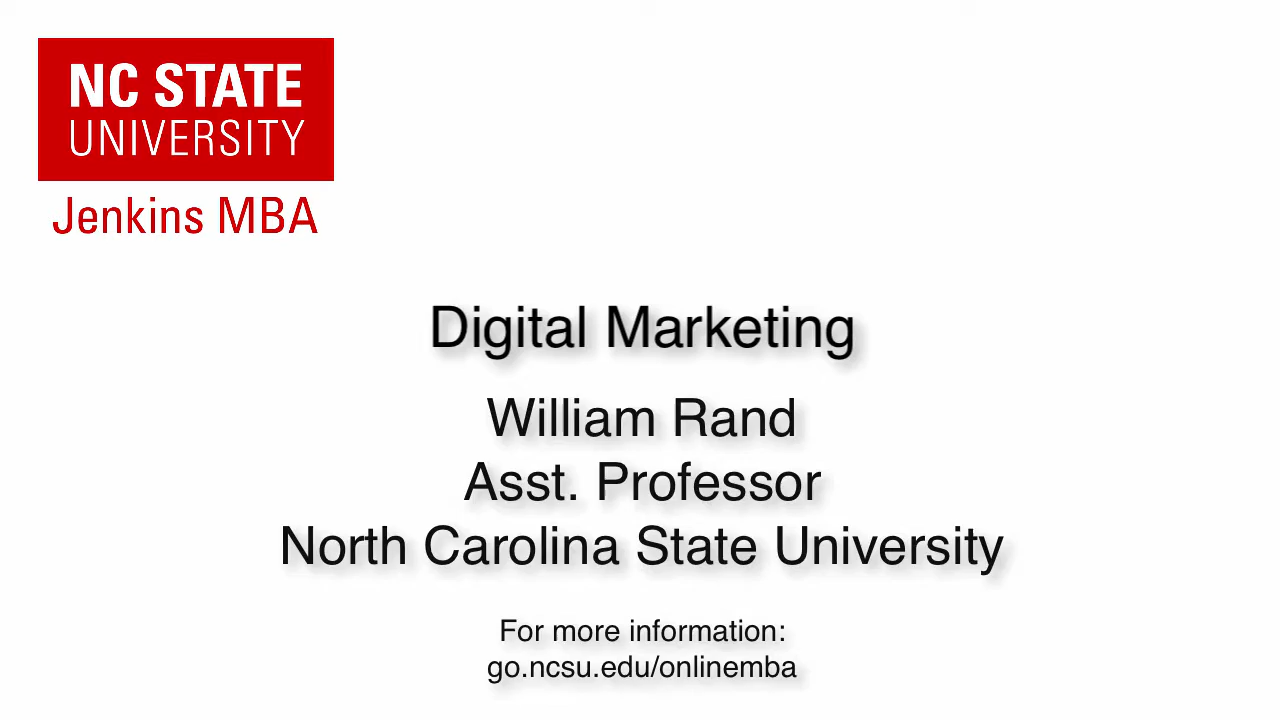 NC STATE
UNIVERSITY
Jenkins MBA
Digital Marketing
William Rand
Asst. Professor
North Carolina State University
For more information:
go.ncsu.edu/onlinemba